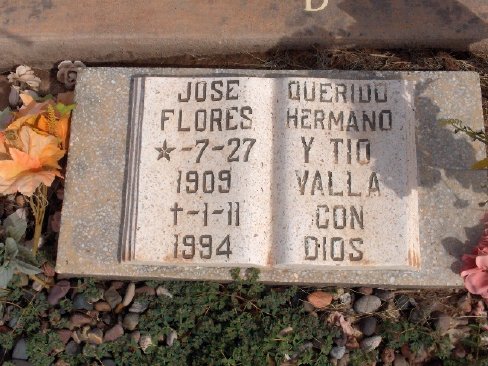 JOSE
FLORES
★-7-27
1909
†-1-11
1994
QUERIDO
HERMANO
Y TIO
VALLA
CON
DIOS